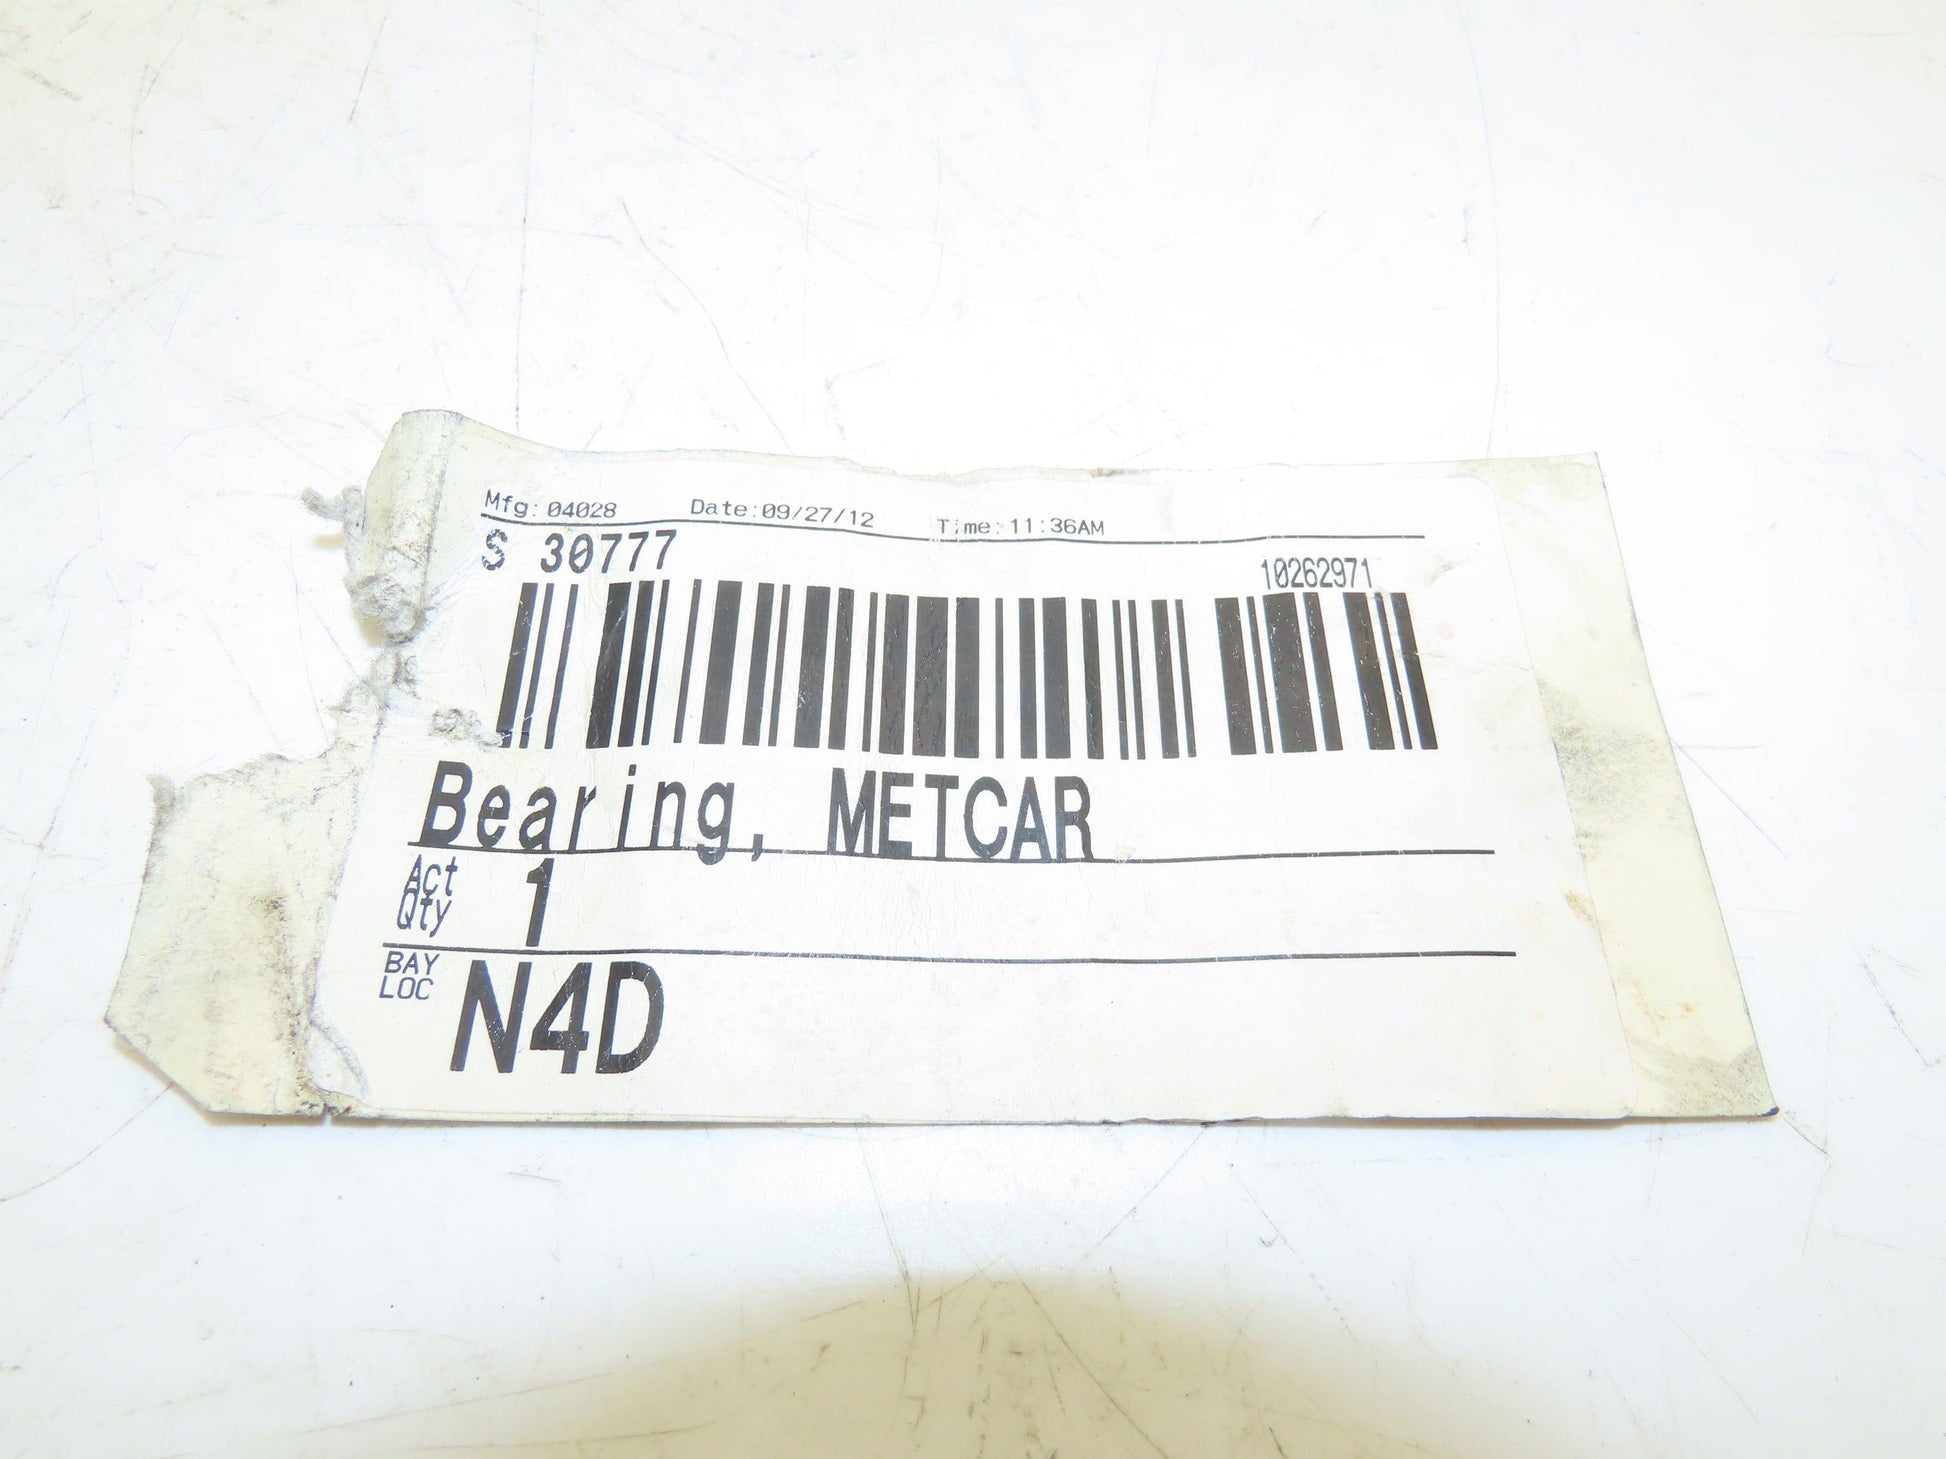 Mfg: 04028 Date:09/27/12 Time:11:36AM
S 30777 10262971
Bearing, METCAR
Act
Qty 1
BAY
LOC N4D